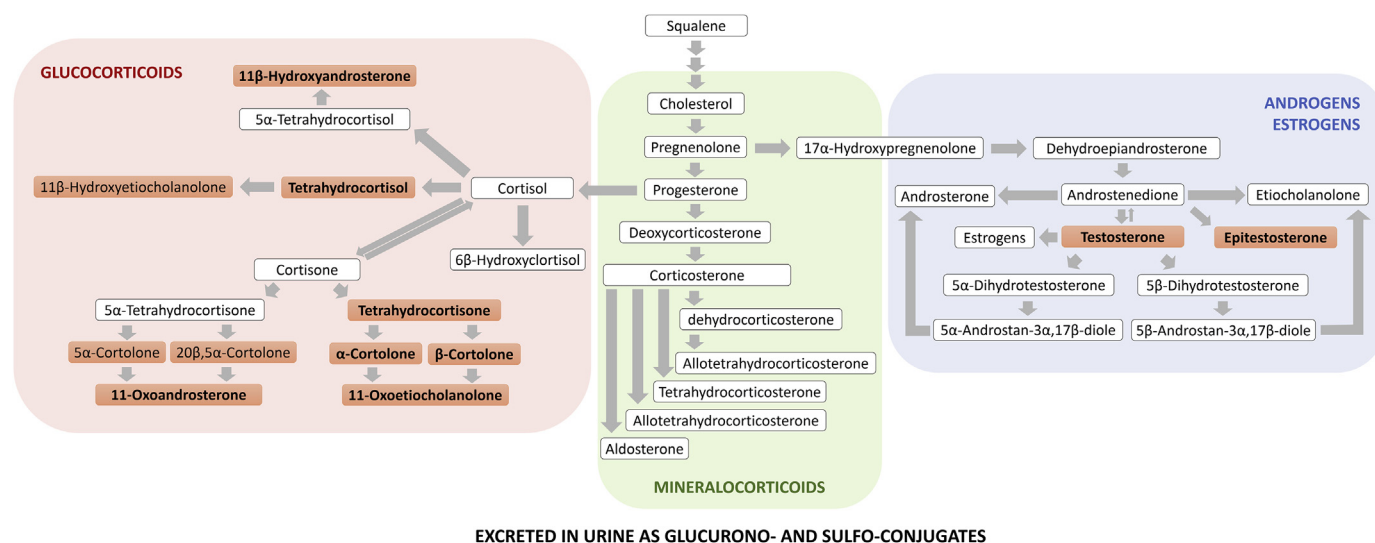 Squalene
GLUCOCORTICOIDS
11β-Hydroxyandrosterone
5α-Tetrahydrocortisol
11β-Hydroxyetiocholanolone
Tetrahydrocortisol
Cortisol
6β-Hydroxyclortisol
Cortisone
5α-Tetrahydrocortisone
Tetrahydrocortisone
5α-Cortolone
20β,5α-Cortolone
α-Cortolone
β-Cortolone
11-Oxoandrosterone
11-Oxoetiocholanolone
Cholesterol
Pregnenolone
Progesterone
Deoxycorticosterone
Corticosterone
dehydrocorticosterone
Allotetrahydrocorticosterone
Tetrahydrocorticosterone
Allotetrahydrocorticosterone
Aldosterone
MINERALOCORTICOIDS
ANDROGENS
ESTROGENS
17α-Hydroxypregnenolone
Dehydroepiandrosterone
Androsterone
Androstenedione
Etiocholanolone
Estrogens
Testosterone
Epitestosterone
5α-Dihydrotestosterone
5β-Dihydrotestosterone
5α-Androstan-3α,17β-diole
5β-Androstan-3α,17β-diole
EXCRETED IN URINE AS GLUCURONO- AND SULFO-CONJUGATES